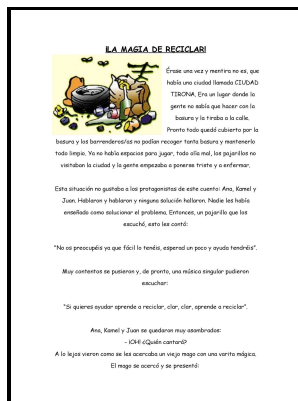 ¡LA MAGIA DE RECICLAR!
Érase una vez y mentira no es, que
había una ciudad llamada CIUDAD
TIRONA. Era un lugar donde la
gente no sabía que hacer con la
basura y la tiraba a la calle.
Pronto todo quedó cubierto por la
basura y los barrenderos/as no podían recoger tanta basura y mantenerlo
todo limpio. Ya no había espacios para jugar, todo olía mal, los pajarillos no
visitaban la ciudad y la gente empezaba a ponerse triste y a enfermar.
Esta situación no gustaba a los protagonistas de este cuento: Ana, Kamel y
Juan. Hablaron y hablaron y ninguna solución hallaron. Nadie les había
enseñado como solucionar el problema. Entonces, un pajarillo que los
escuchó, esto les contó:
"No os preocupéis ya que fácil lo tenéis, esperad un poco y ayuda tendréis".
Muy contentos se pusieron y, de pronto, una música singular pudieron
escuchar:
"Si quieres ayudar aprende a reciclar, clar, clar, aprende a reciclar".
Ana, Kamel y Juan se quedaron muy asombrados:
- ¡OH! ¿Quién cantará?
A lo lejos vieron como se les acercaba un viejo mago con una varita mágica.
El mago se acercó y se presentó: